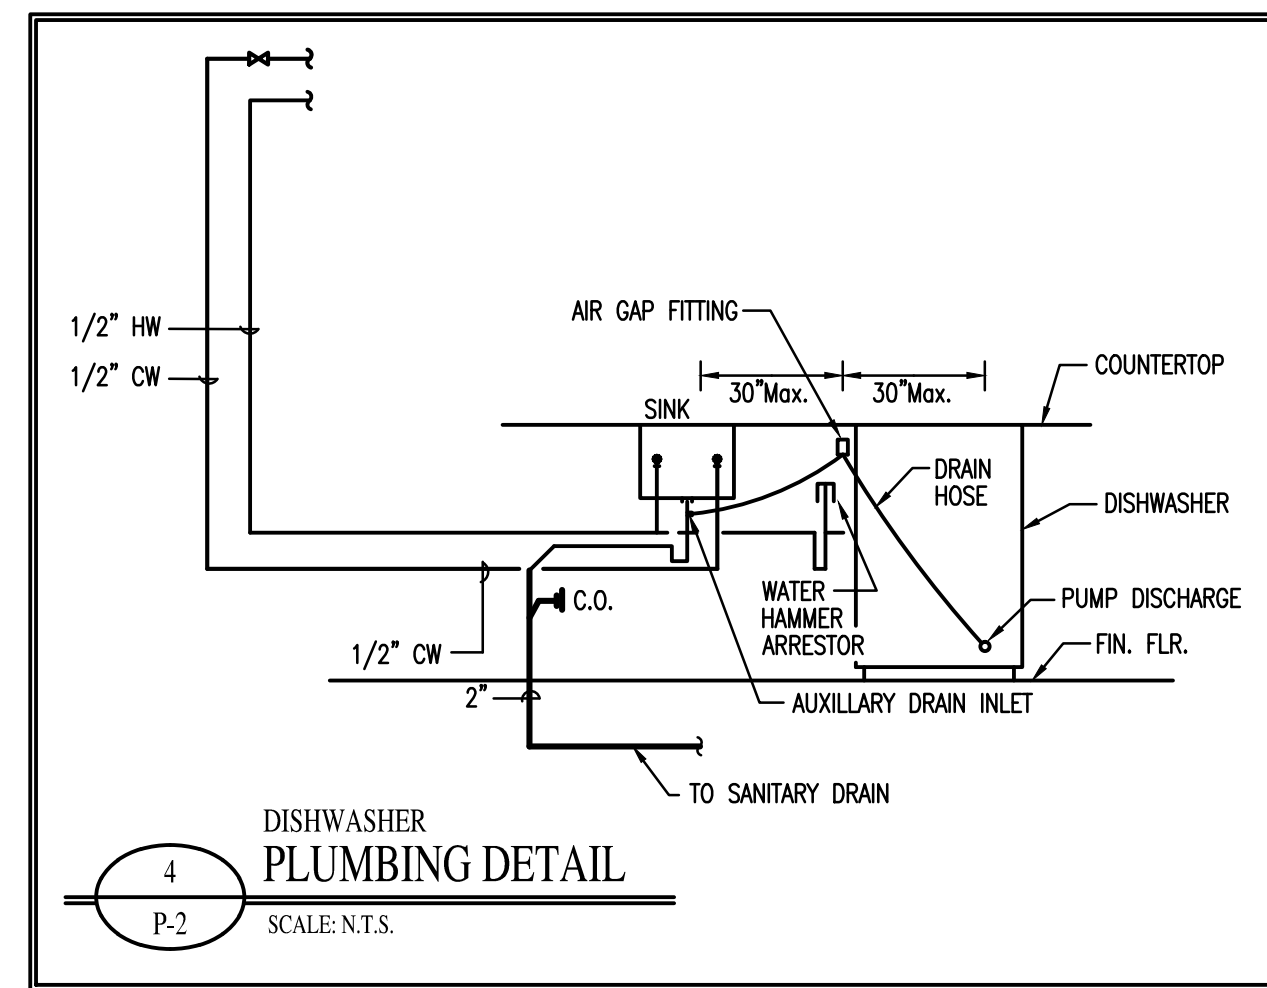 1/2" HW
1/2" CW
AIR GAP FITTING
COUNTERTOP
30"Max.
30"Max.
SINK
DRAIN
HOSE
DISHWASHER
WATER
HAMMER
ARRESTOR
C.O.
PUMP DISCHARGE
1/2" CW
FIN. FLR.
2"
AUXILLARY DRAIN INLET
TO SANITARY DRAIN
DISHWASHER
PLUMBING DETAIL
4
P-2
SCALE: N.T.S.